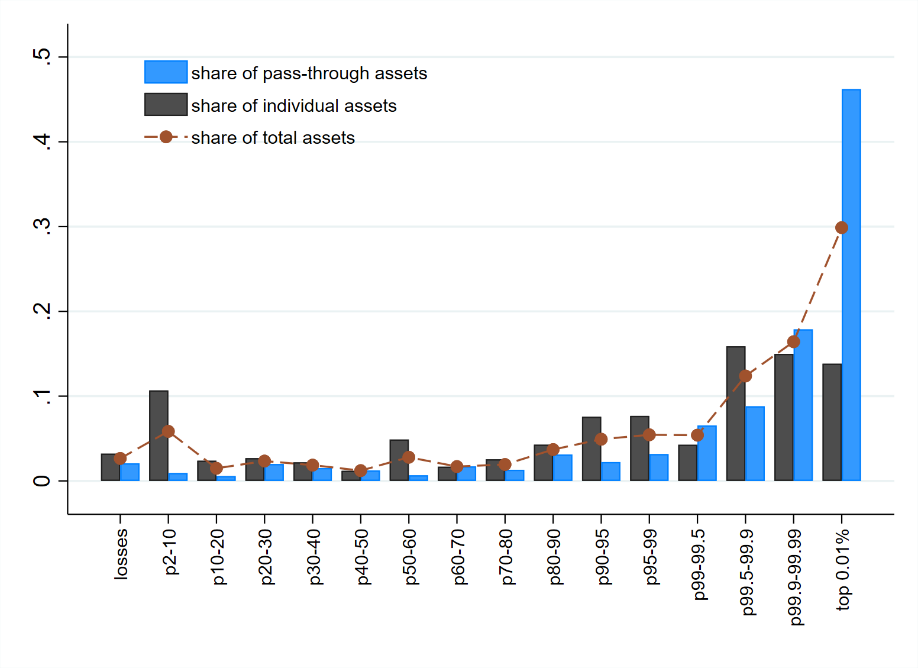 .5
.4
.3
.2
.1
0
share of pass-through assets
share of individual assets
share of total assets
losses
p2-10
p10-20
p20-30
p30-40
p40-50
p50-60
p60-70
p70-80
p80-90
p90-95
p95-99
p99-99.5
p99.5-99.9
p99.9-99.99
top 0.01%